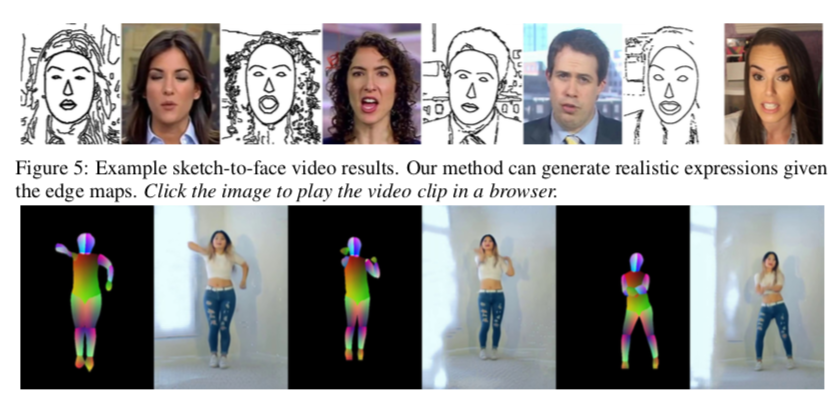 Figure 5: Example sketch-to-face video results. Our method can generate realistic expressions given
the edge maps. Click the image to play the video clip in a browser.